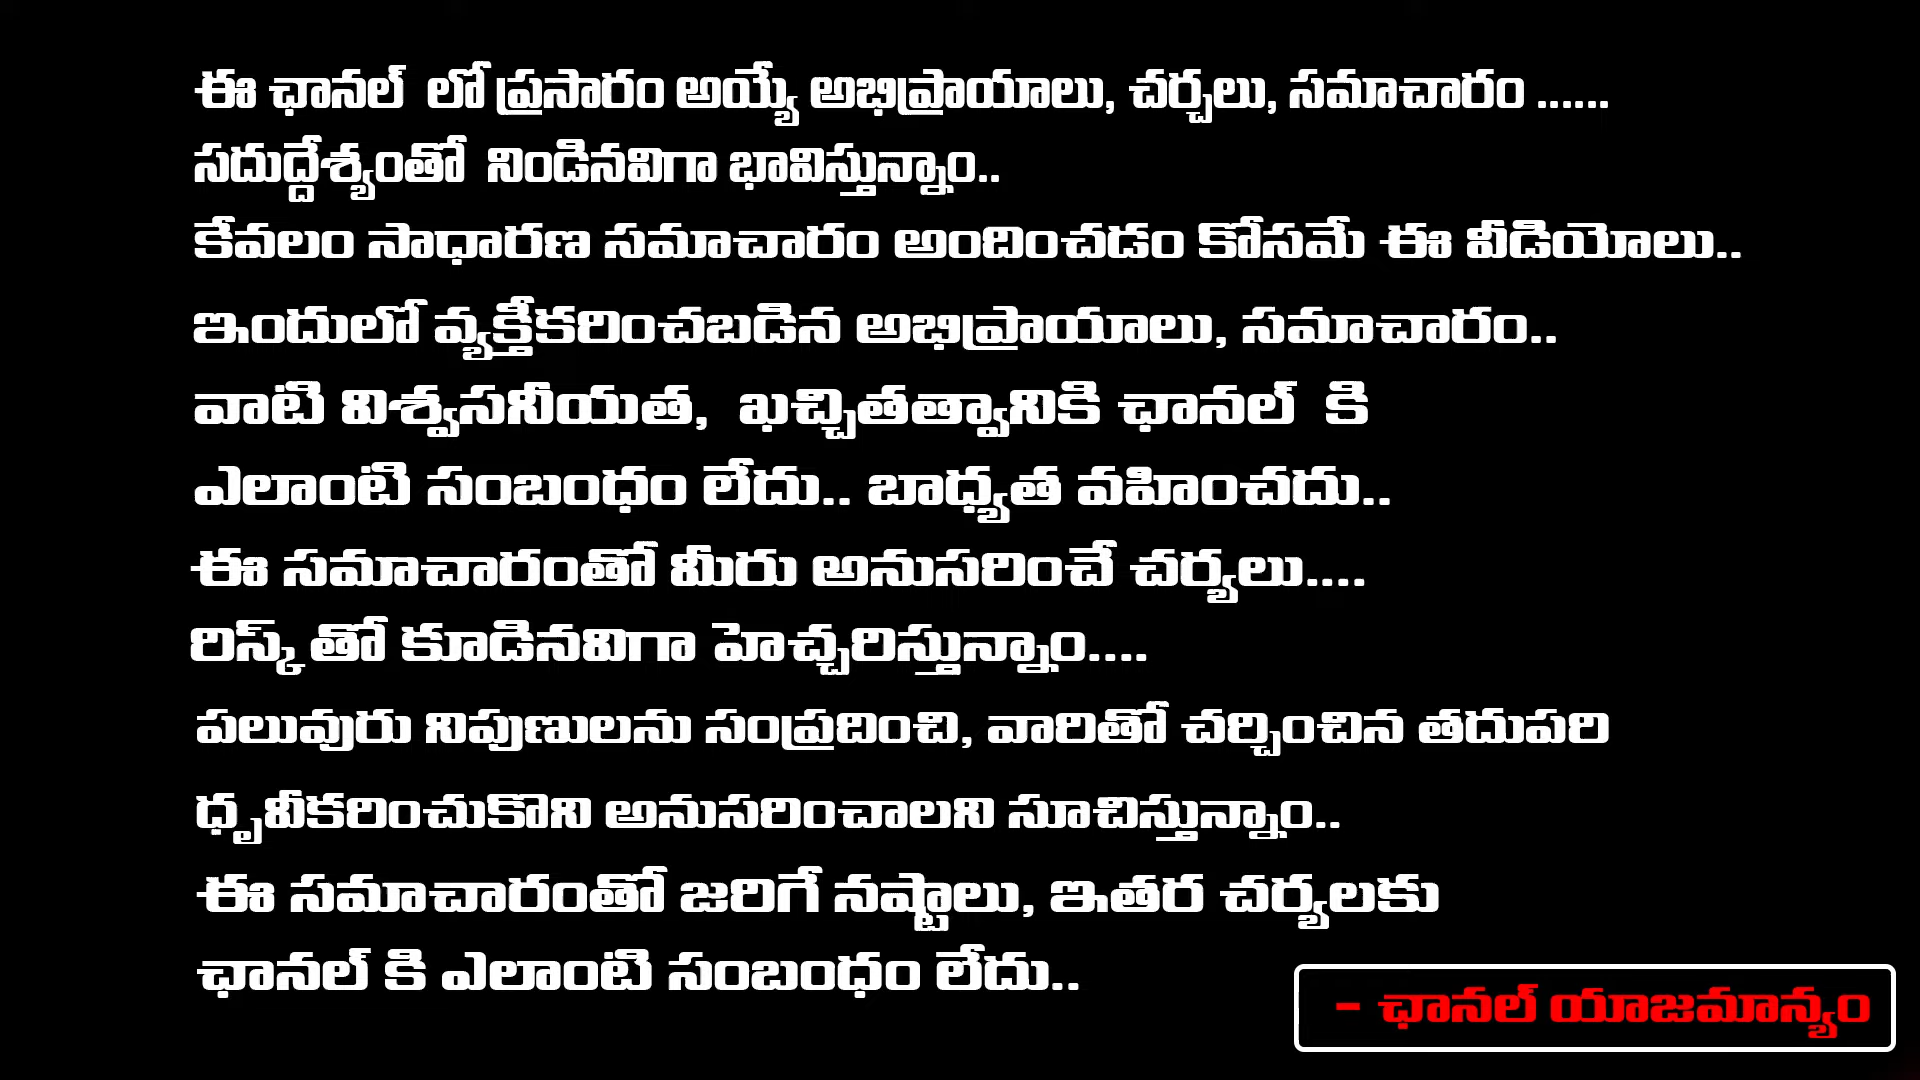 ఈ ఛానల్ లో ప్రసారం అయ్యే అభిప్రాయాలు, చర్చలు, సమాచారం ......
సదుద్దేశ్యంతో నిండినవిగా భావిస్తున్నాం..
కేవలం సాధారణ సమాచారం అందించడం కోసమే ఈ వీడియోలు..
ఇందులో వ్యక్తీకరించబడిన అభిప్రాయాలు, సమాచారం..
వాటి విశ్వసనీయత, ఖచ్చితత్వానికి ఛానల్ కి
ఎలాంటి సంబంధం లేదు.. బాధ్యత వహించదు..
ఈ సమాచారంతో మీరు అనుసరించే చర్యలు....
రిస్క్ తో కూడినవిగా హెచ్చరిస్తున్నాం....
పలువురు నిపుణులను సంప్రదించి, వారితో చర్చించిన తదుపరి
ధృవీకరించుకొని అనుసరించాలని సూచిస్తున్నాం..
ఈ సమాచారంతో జరిగే నష్టాలు, ఇతర చర్యలకు
ఛానల్ కి ఎలాంటి సంబంధం లేదు..
- ఛానల్ యాజమాన్యం